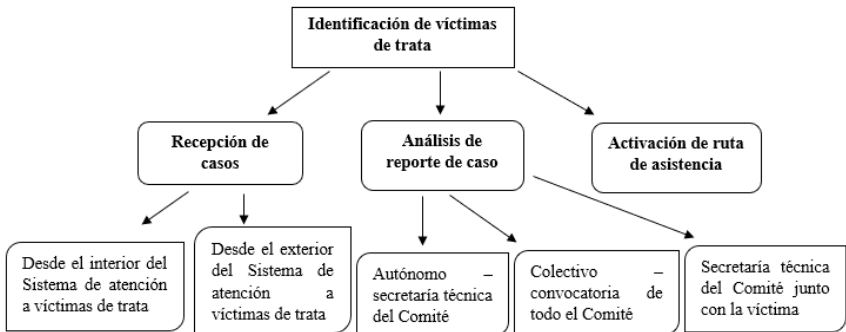 Identificación de víctimas
de trata
Recepción de
casos
Análisis de
reporte de caso
Activación de ruta
de asistencia
Desde el interior del
Sistema de atención
a víctimas de trata
Desde el exterior
del Sistema de
atención a
víctimas de trata
Autónomo –
secretaría técnica
del Comité
Colectivo –
convocatoria de
todo el Comité
Secretaría técnica
del Comité junto
con la víctima